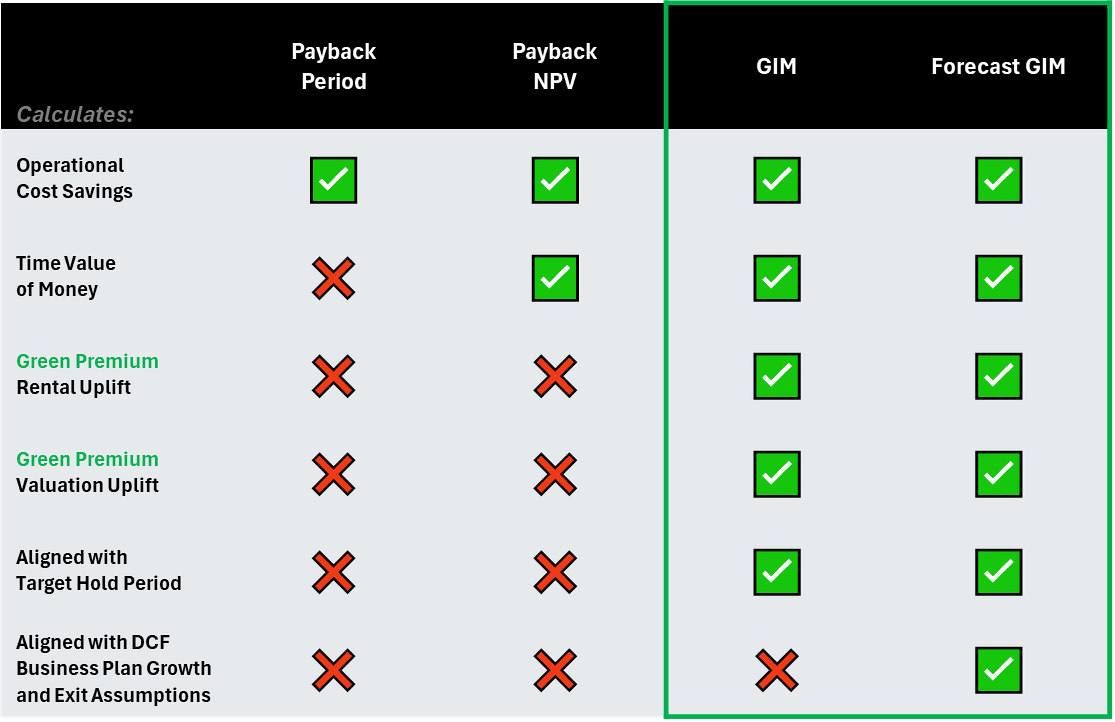 Payback
Period
Payback
NPV
GIM
Forecast GIM
Calculates:
Operational
Cost Savings
Time Value
of Money
Green Premium
Rental Uplift
Green Premium
Valuation Uplift
Aligned with
Target Hold Period
Aligned with DCF
Business Plan Growth
and Exit Assumptions